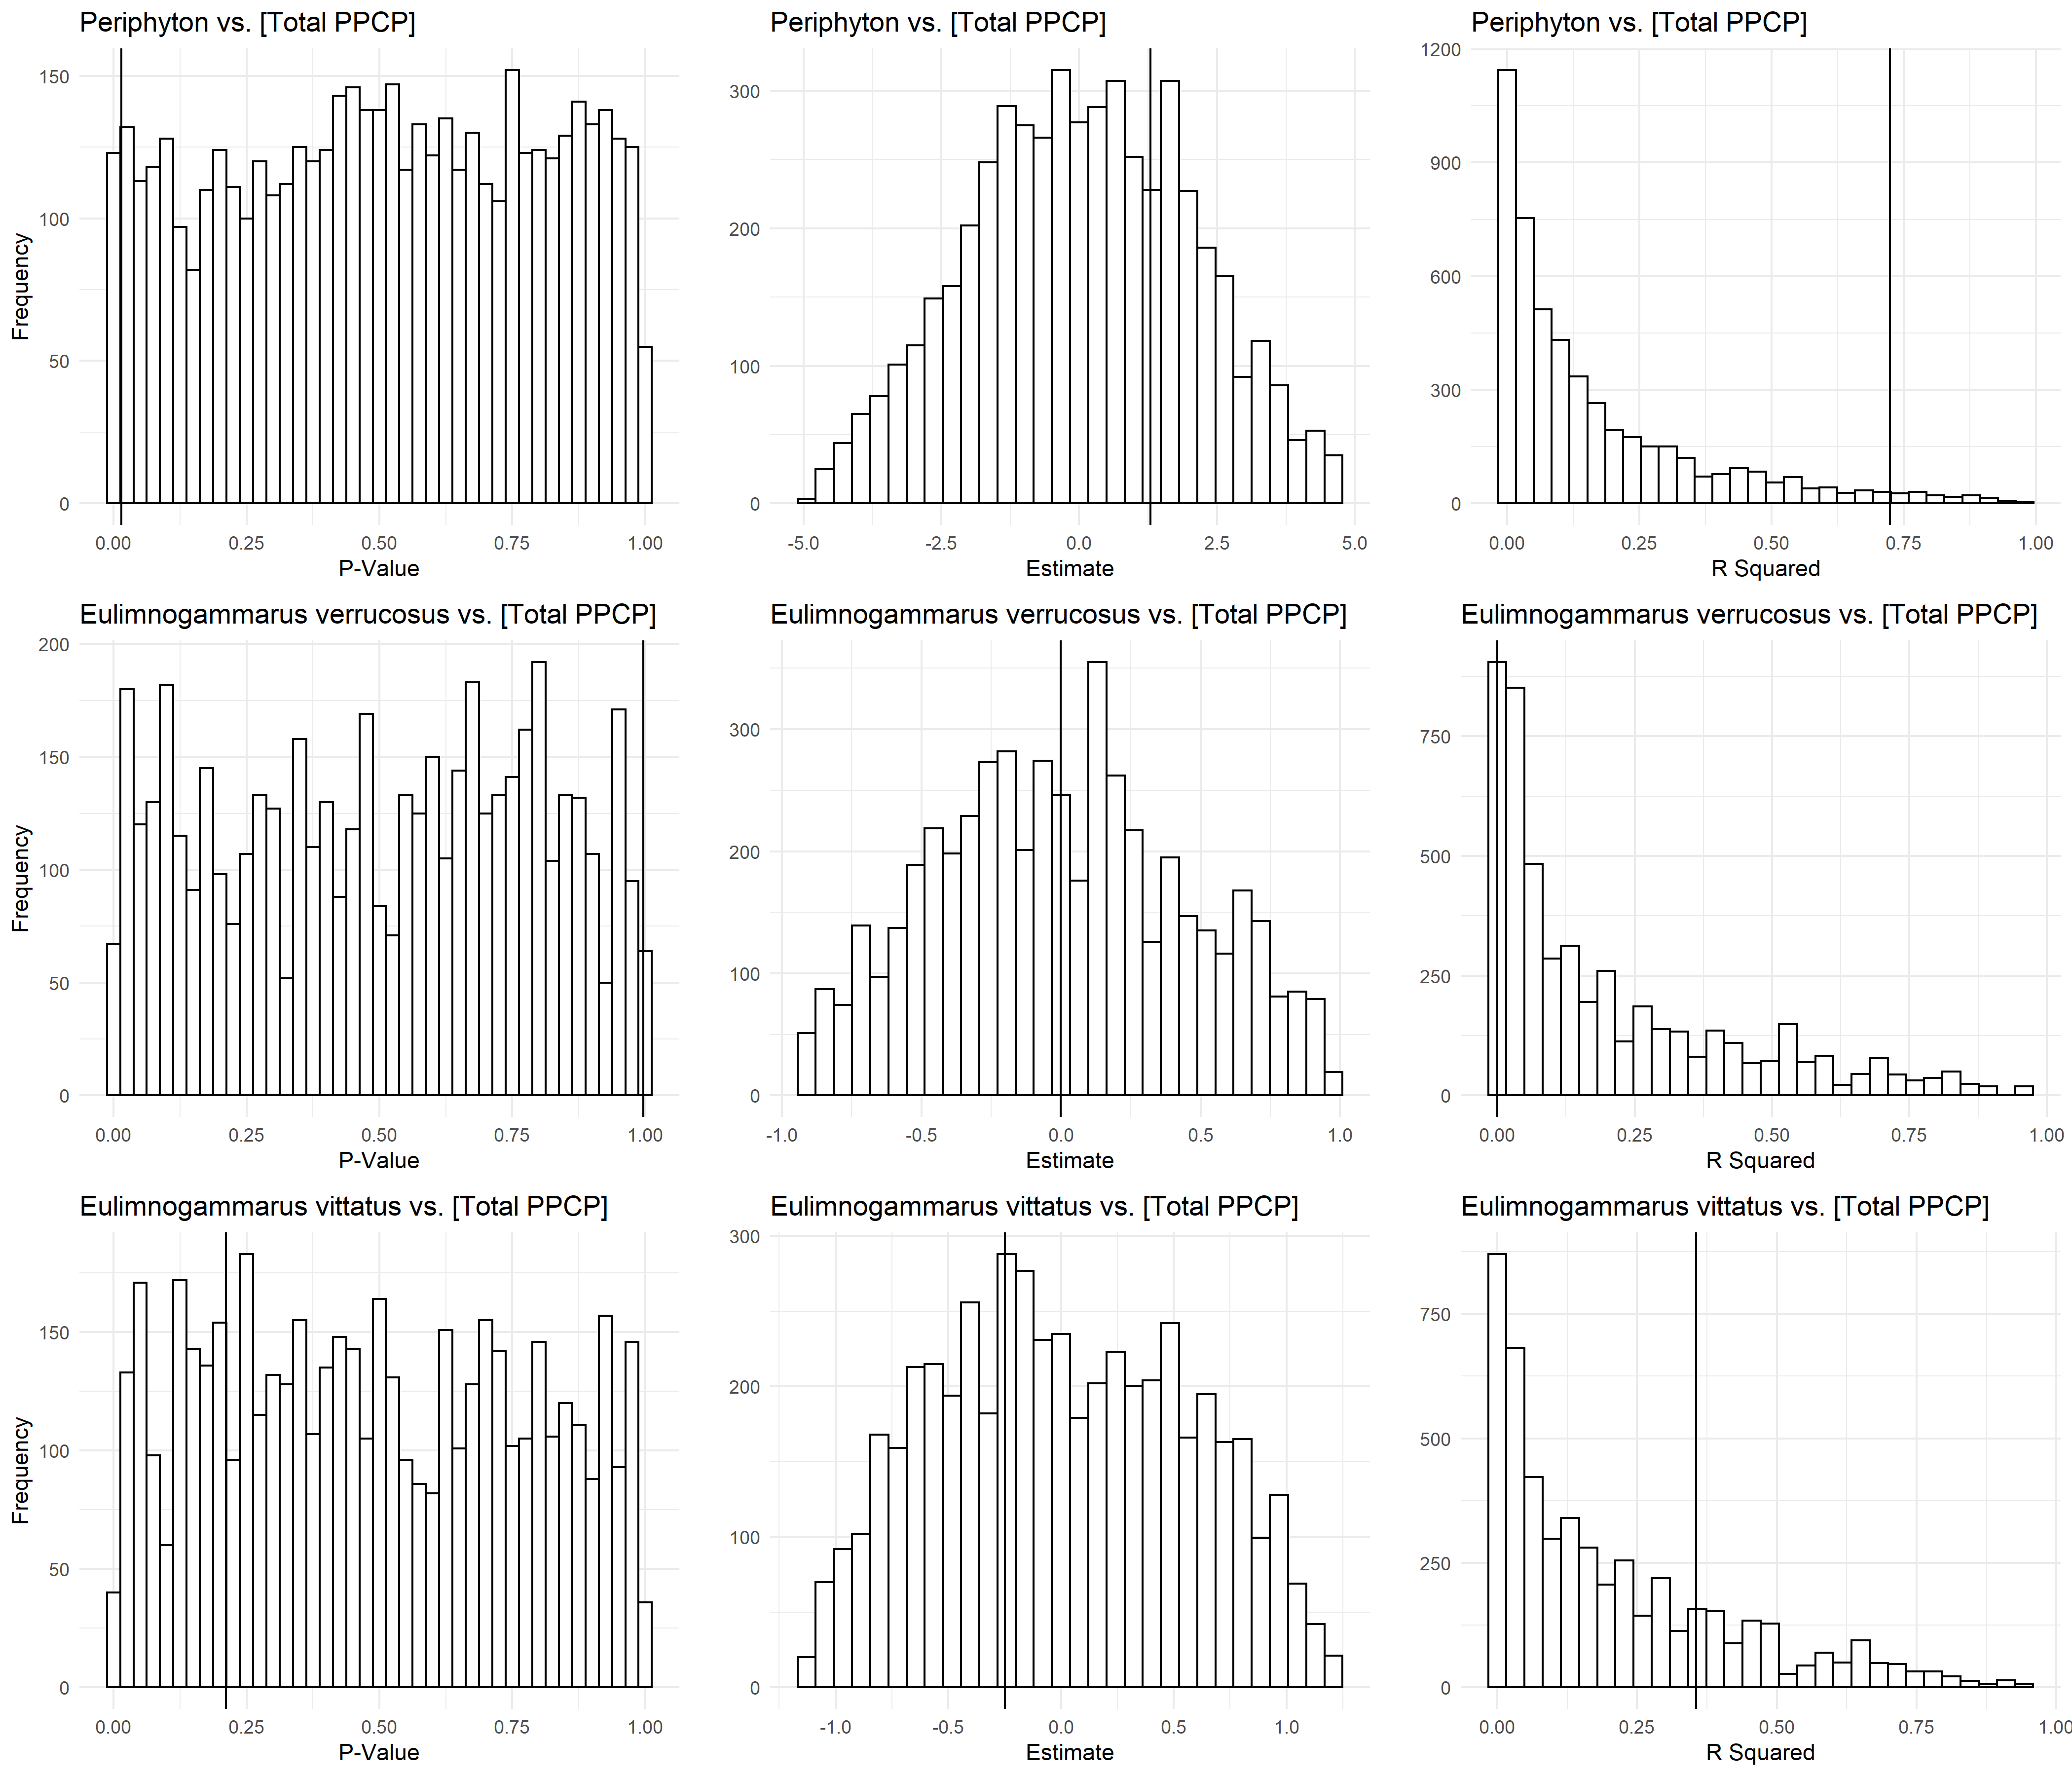 Periphyton vs. [Total PPCP]
Periphyton vs. [Total PPCP]
Periphyton vs. [Total PPCP]
Frequency
150
100
50
0
0.00 0.25 0.50 0.75 1.00
P-Value
300
200
100
0
-5.0 -2.5 0.0 2.5 5.0
Estimate
1200
900
600
300
0
0.00 0.25 0.50 0.75 1.00
R Squared
Eulimnogammarus verrucosus vs. [Total PPCP]
Eulimnogammarus verrucosus vs. [Total PPCP]
Eulimnogammarus verrucosus vs. [Total PPCP]
Frequency
200
150
100
50
0
0.00 0.25 0.50 0.75 1.00
P-Value
300
200
100
0
-1.0 -0.5 0.0 0.5 1.0
Estimate
750
500
250
0
0.00 0.25 0.50 0.75 1.00
R Squared
Eulimnogammarus vittatus vs. [Total PPCP]
Eulimnogammarus vittatus vs. [Total PPCP]
Eulimnogammarus vittatus vs. [Total PPCP]
Frequency
150
100
50
0
0.00 0.25 0.50 0.75 1.00
P-Value
300
200
100
0
-1.0 -0.5 0.0 0.5 1.0
Estimate
750
500
250
0
0.00 0.25 0.50 0.75 1.00
R Squared